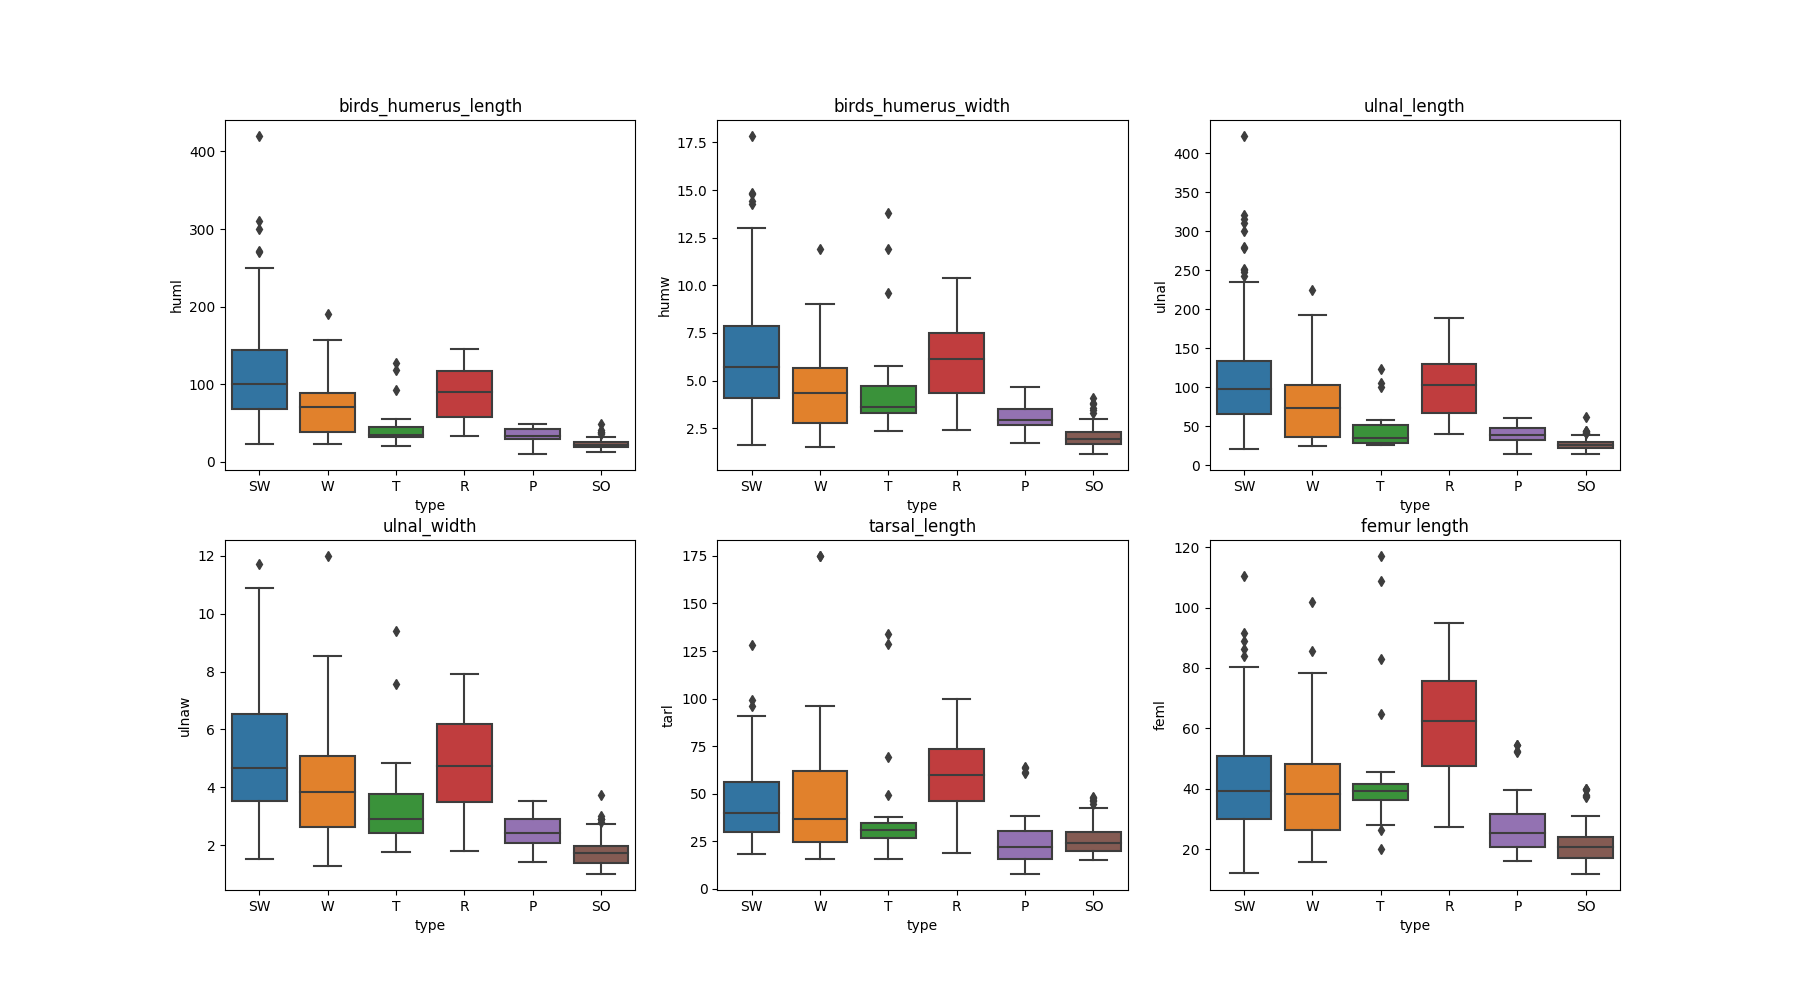 birds_humerus_length
400
300
200
100
0
huml
SW W T R P SO
type
birds_humerus_width
17.5
15.0
12.5
10.0
7.5
5.0
2.5
humw
SW W T R P SO
type
ulnal_length
400
350
300
250
200
150
100
50
0
ulnal
SW W T R P SO
type
ulnal_width
12
10
8
6
4
2
ulnaw
SW W T R P SO
type
tarsal_length
175
150
125
100
75
50
25
0
tarl
SW W T R P SO
type
femur length
120
100
80
60
40
20
feml
SW W T R P SO
type